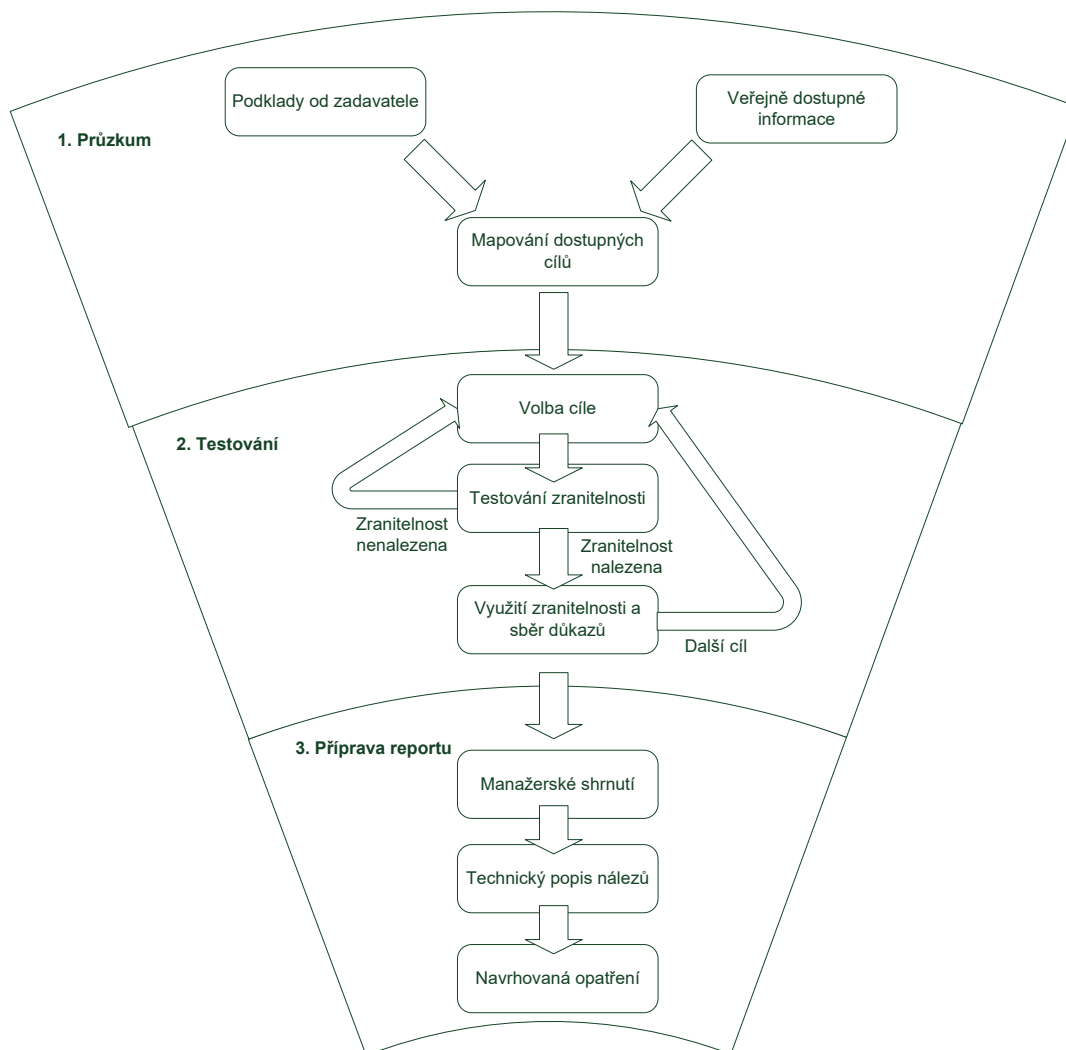 Podklady od zadavatele
Veřejně dostupné
informace
1. Průzkum
Mapování dostupných
cílů
Volba cíle
2. Testování
Testování zranitelnosti
Zranitelnost
nenalezena
Zranitelnost
nalezena
Využití zranitelnosti a
sběr důkazů
Další cíl
3. Příprava reportu
Manažerské shrnutí
Technický popis nálezů
Navrhovaná opatření